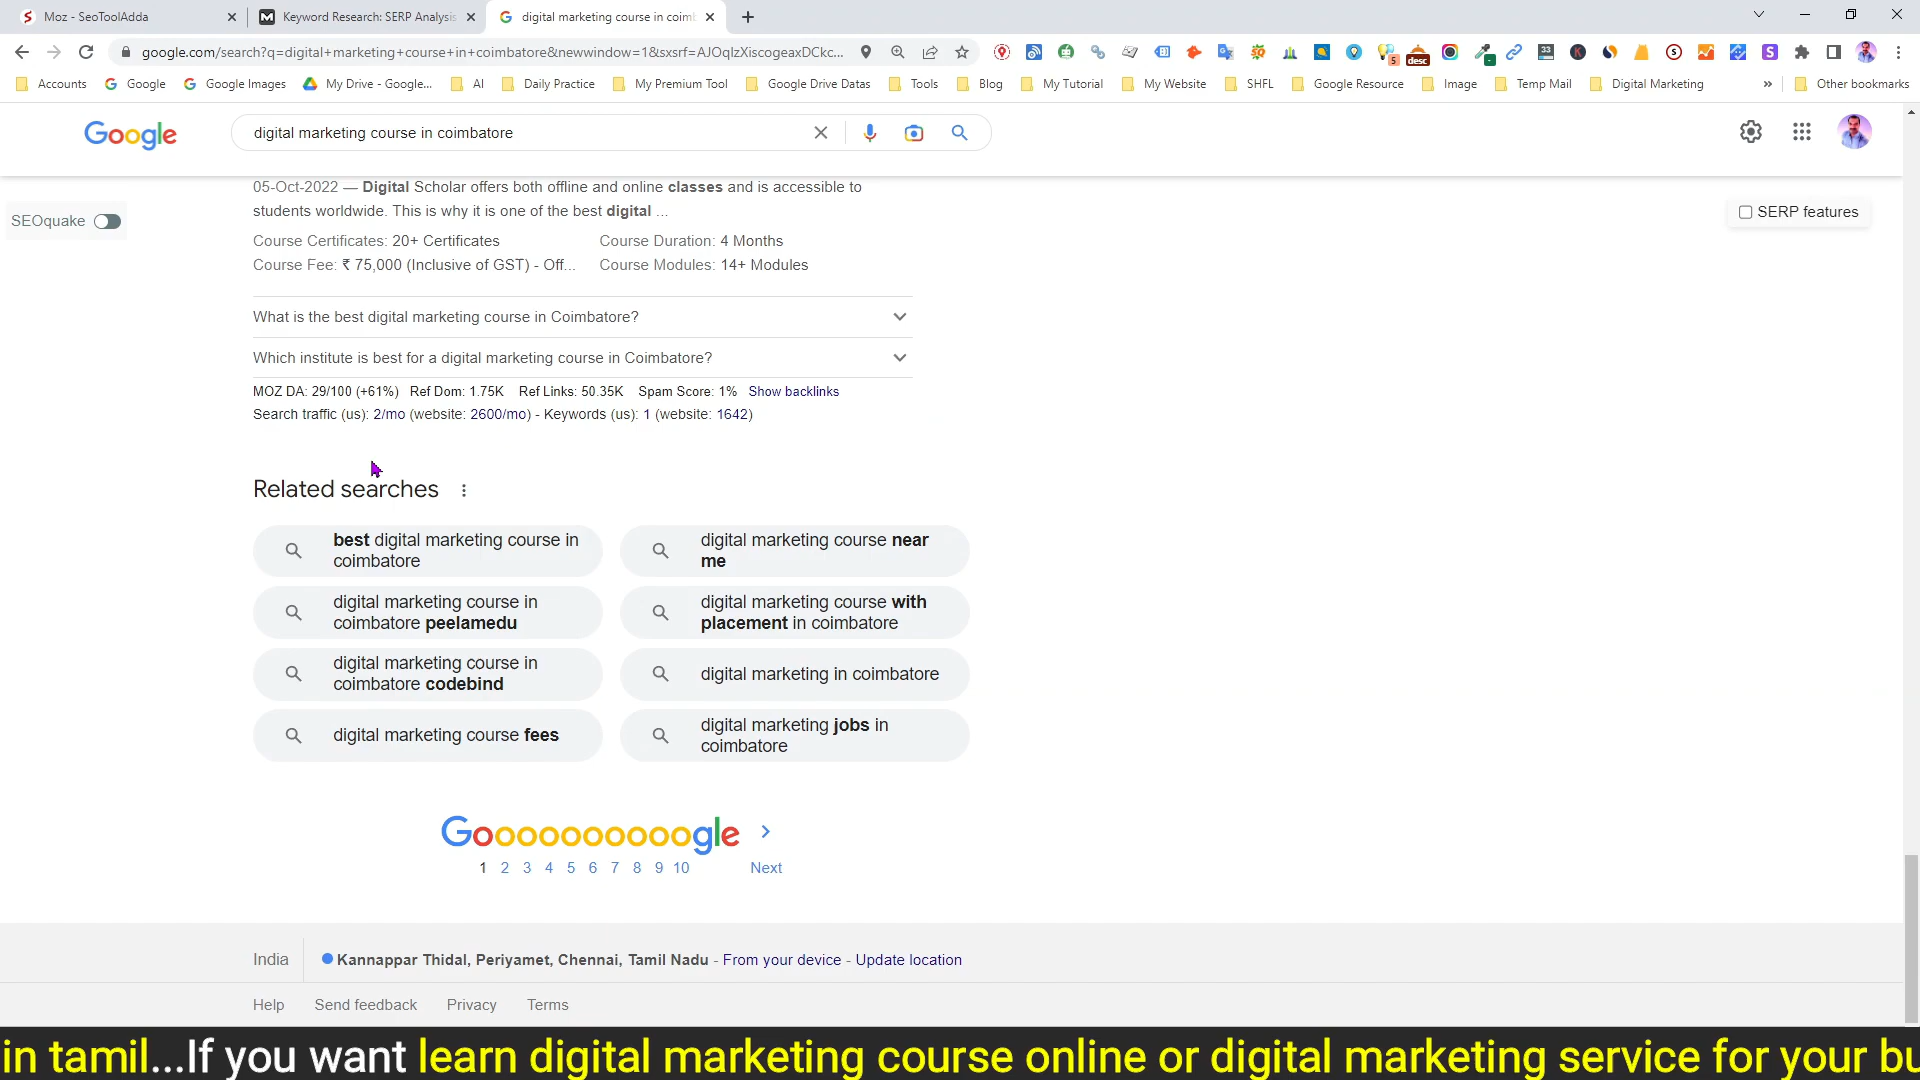 Moz - SeoToolAdda
Keyword Research: SERP Analysis
digital marketing course in coim
google.com/search?q=digital+marketing+course+in+coimbatore&newwindow=1&sxsrf=AJOqlzXiscogeaxDCkc...
Accounts
Google
Google Images
My Drive - Google...
AI
Daily Practice
My Premium Tool
Google Drive Datas
Tools
Blog
My Tutorial
My Website
SHFL
Google Resource
Image
Temp Mail
Digital Marketing
»
Other bookmarks
Google
digital marketing course in coimbatore
SEOquake
SERP features
05-Oct-2022 — Digital Scholar offers both offline and online classes and is accessible to
students worldwide. This is why it is one of the best digital ...
Course Certificates: 20+ Certificates
Course Duration: 4 Months
Course Fee: ₹ 75,000 (Inclusive of GST) - Off...
Course Modules: 14+ Modules
What is the best digital marketing course in Coimbatore?
Which institute is best for a digital marketing course in Coimbatore?
MOZ DA: 29/100 (+61%) Ref Dom: 1.75K Ref Links: 50.35K Spam Score: 1% Show backlinks
Search traffic (us): 2/mo (website: 2600/mo) - Keywords (us): 1 (website: 1642)
Related searches
best digital marketing course in
coimbatore
digital marketing course near
me
digital marketing course in
coimbatore peelamedu
digital marketing course with
placement in coimbatore
digital marketing course in
coimbatore codebind
digital marketing in coimbatore
digital marketing course fees
digital marketing jobs in
coimbatore
Goooooooooogle
1 2 3 4 5 6 7 8 9 10 Next
India
Kannappar Thidal, Periyamet, Chennai, Tamil Nadu - From your device - Update location
Help
Send feedback
Privacy
Terms
in tamil...If you want learn digital marketing course online or digital marketing service for your bu